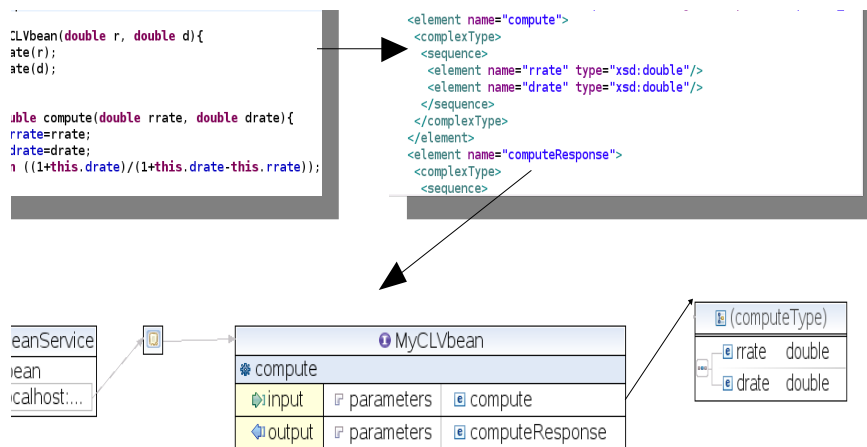 CLVbean(double r, double d){
ate(r);
ate(d);
uble compute(double rrate, double drate){
rrate=rrate;
drate=drate;
n ((1+this.drate)/(1+this.drate-this.rrate));
<element name="compute">
<complexType>
<sequence>
<element name="rrate" type="xsd:double"/>
<element name="drate" type="xsd:double"/>
</sequence>
</complexType>
</element>
<element name="computeResponse">
<complexType>
<sequence>
eanService
bean
ocalhost:...
MyCLVbean
compute
input parameters compute
output parameters computeResponse
(computeType)
rrate double
drate double